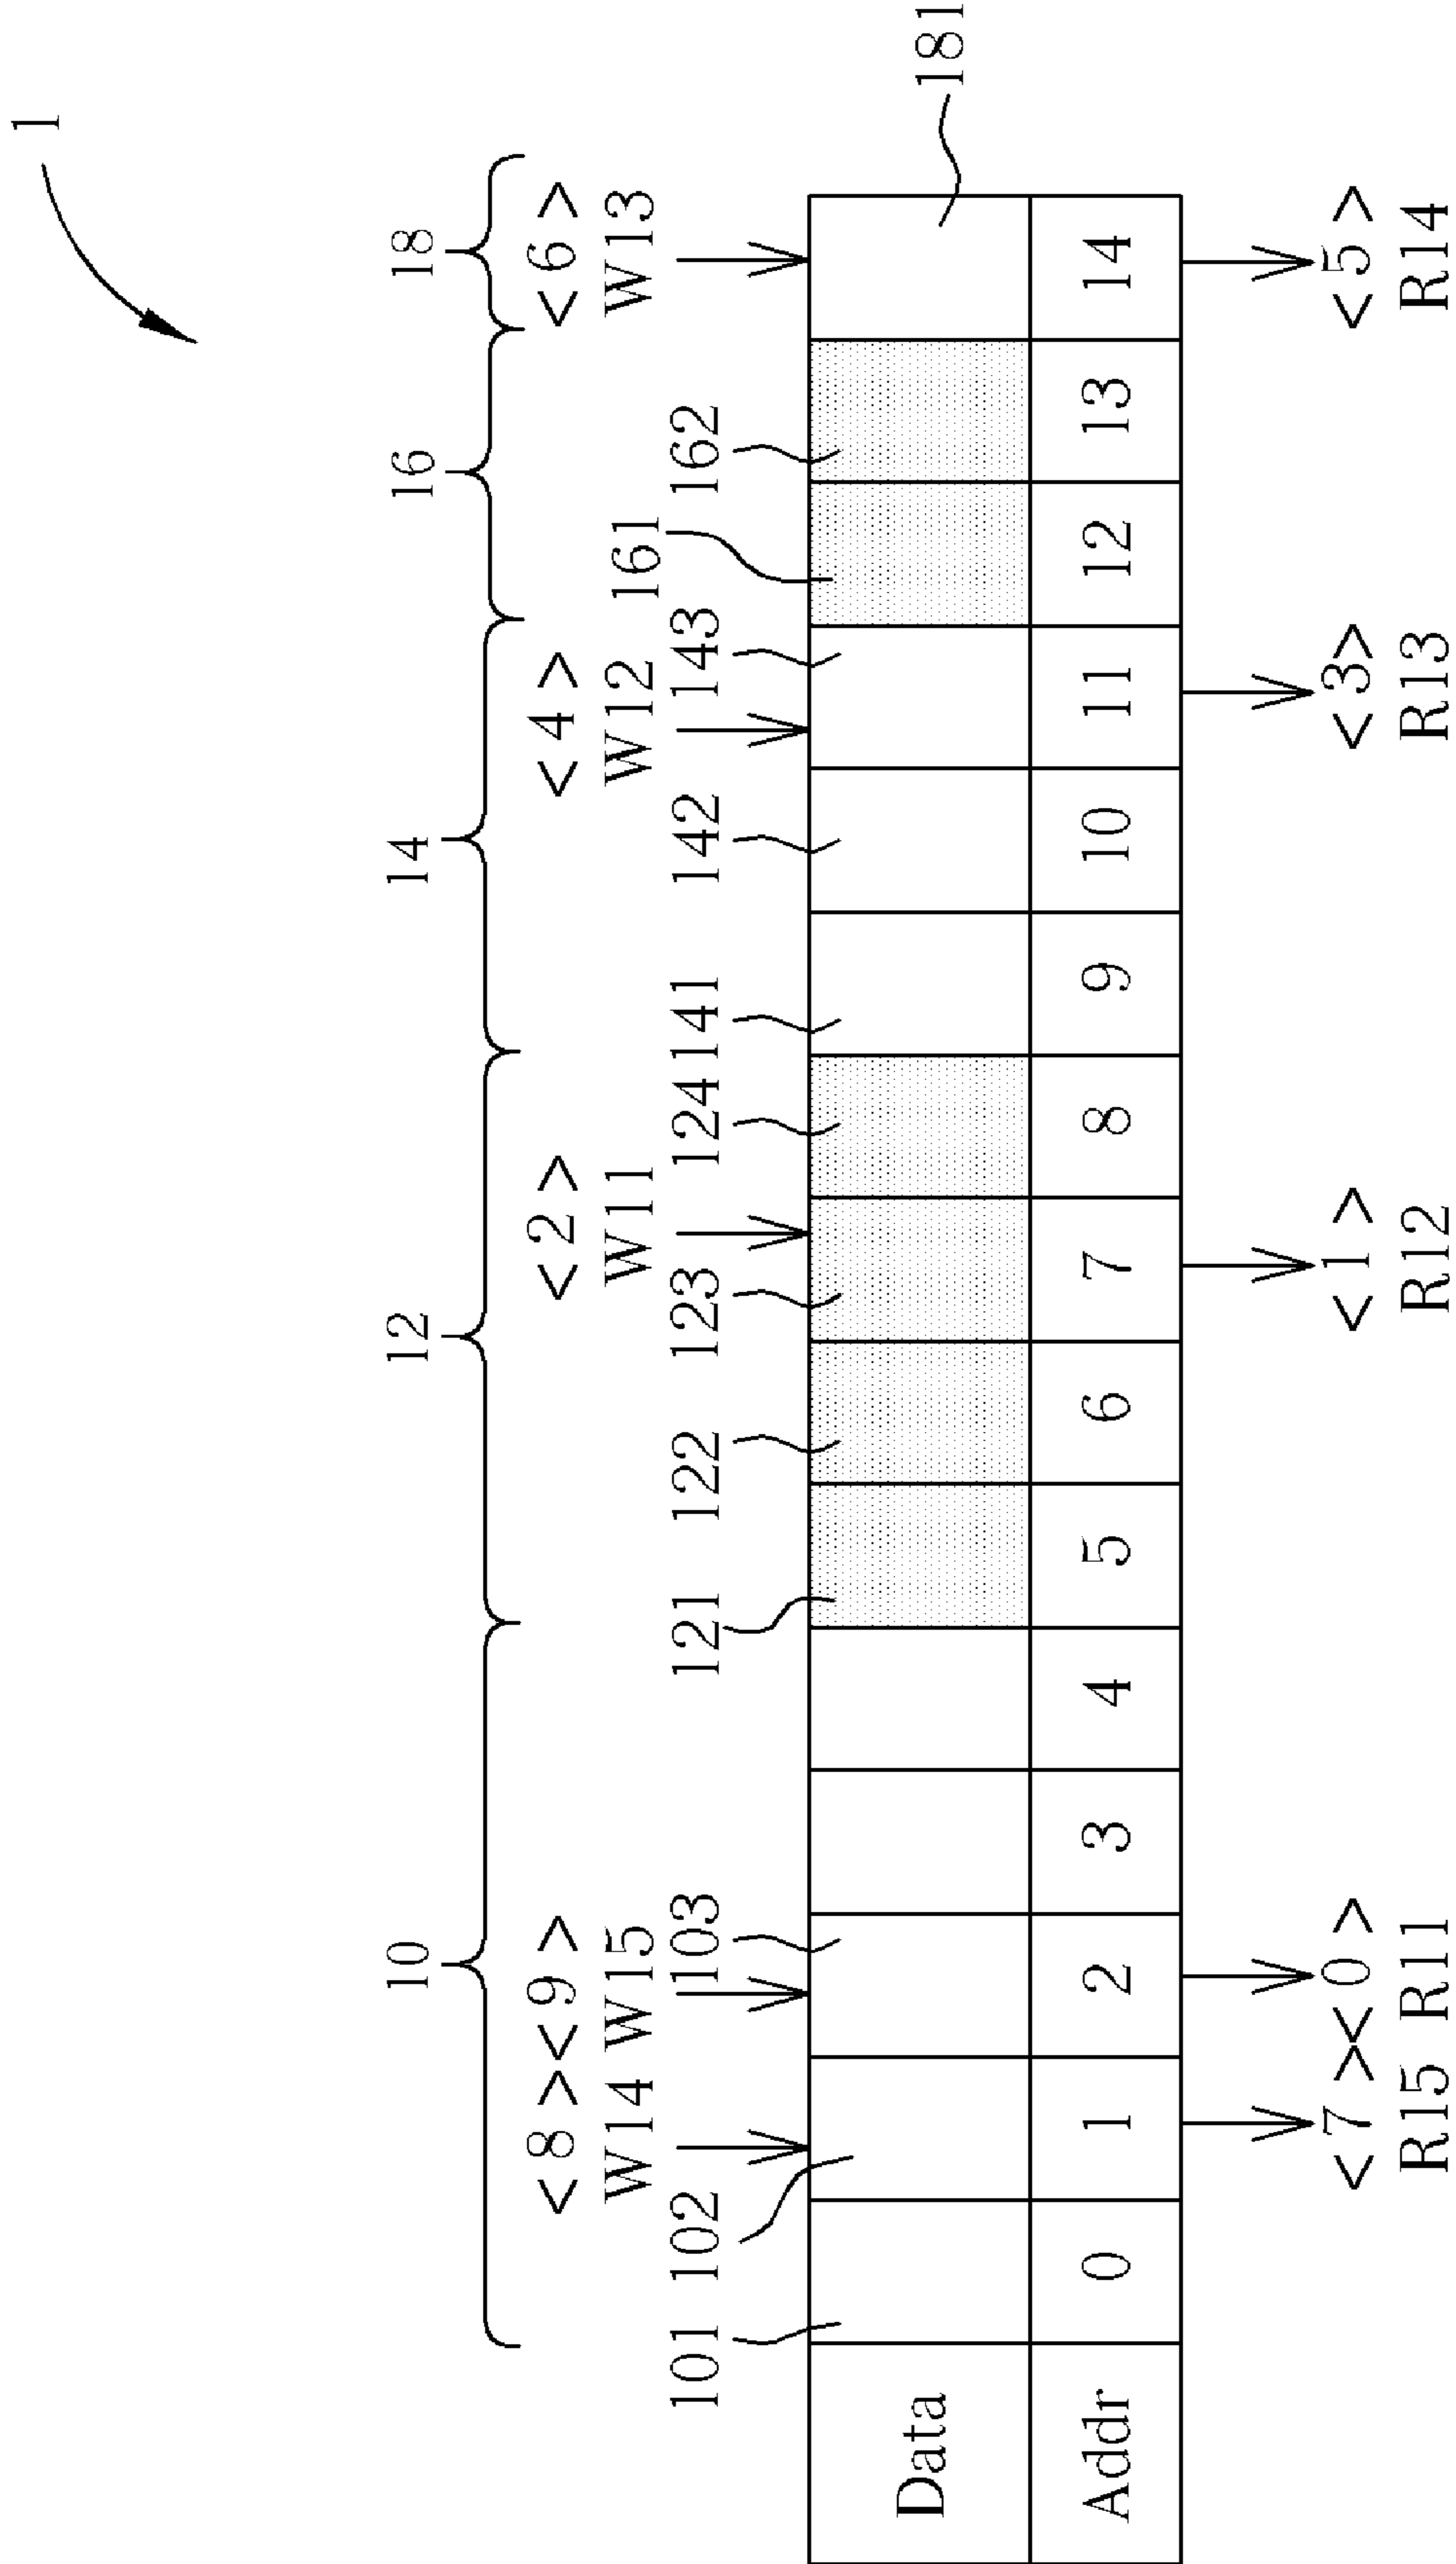 1
10 12 14 16 18
<8><9> <2> <4> <6>
W14 W15 W11 W12 W13
161
101 102 103 121 122 123 124 141 142 143 162
181
Data
Addr 0 1 2 3 4 5 6 7 8 9 10 11 12 13 14
<7><0> <1> <3> <5>
R15 R11 R12 R13 R14